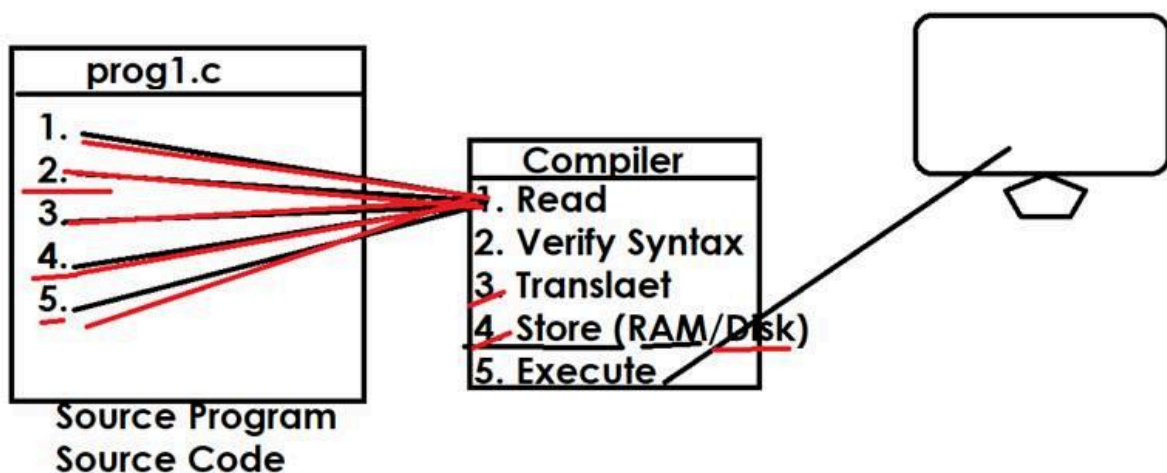 prog1.c
1.
2.
3.
4.
5.
Source Program
Source Code
Compiler
1. Read
2. Verify Syntax
3. Translaet
4. Store (RAM/Disk)
5. Execute